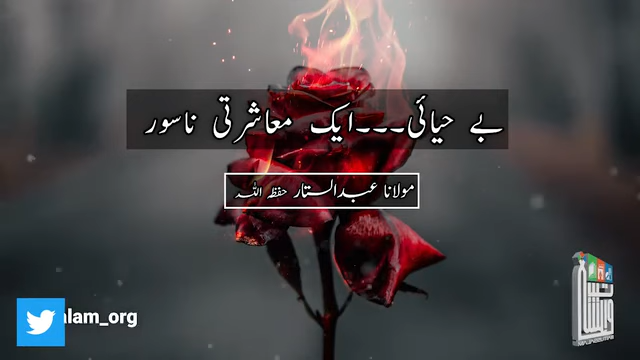 بے حیائی۔۔۔ایک معاشرتی ناسور
مولانا عبدالستار حفظہ اللہ
alam_org